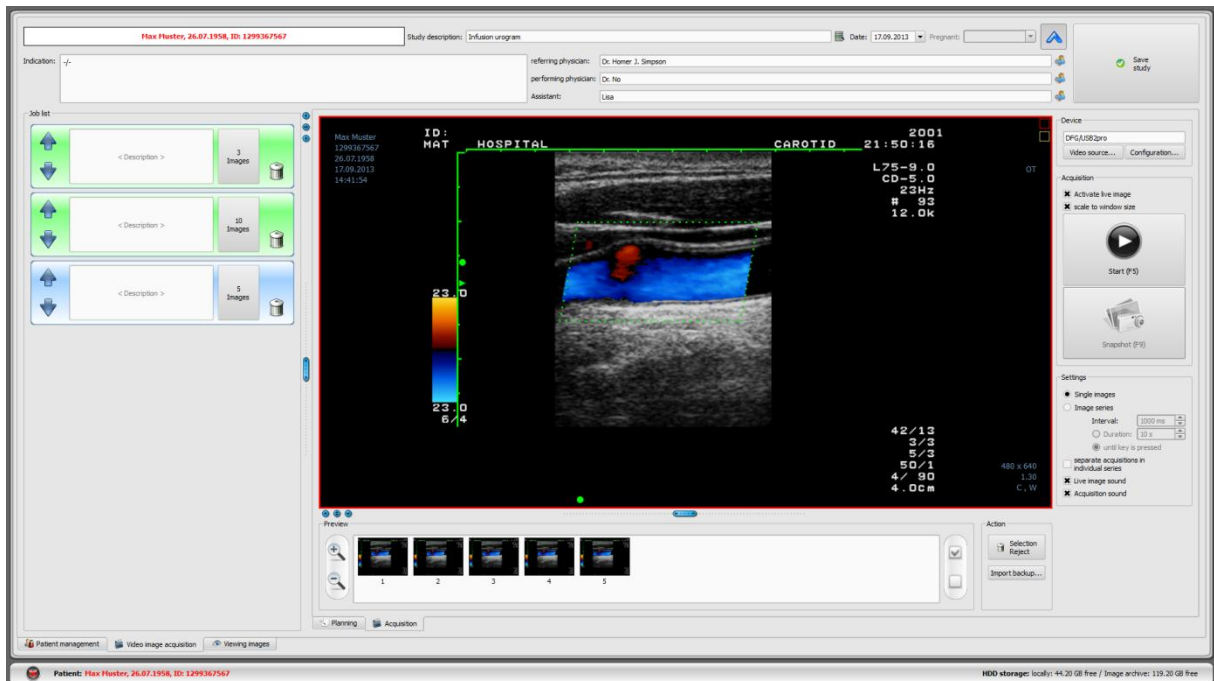 Max Muster, 26.07.1958, ID: 1299367567
Study description: Infusion urogram
Date: 17.09.2013
Pregnant:
Save study
Indication: -/-
referring physician: Dr. Homer J. Simpson
performing physician: Dr. No
Assistant: Lisa
Job list
< Description >
3
Images
< Description >
10
Images
< Description >
5
Images
Max Muster
1299367567
26.07.1958
17.09.2013
14:41:54
ID: 2001
MAT HOSPITAL CAROTID 21:50:16
L75-9.0
CD-5.0
23Hz
# 93
12.0k
OT
23.0
23.0
6/4
42/13
3/3
5/3
50/1
4/ 90
4.0cm
480 x 640
1.30
C , W
Device
DFG/USB2pro
Video source... Configuration...
Acquisition
Activate live image
scale to window size
Start (F5)
Snapshot (F9)
Settings
Single images
Image series
Interval: 1000 ms
Duration: 10 s
until key is pressed
separate acquisitions in
individual series
Live image sound
Acquisition sound
Preview
1 2 3 4 5
Action
Selection
Reject
Import backup...
Planning Acquisition
Patient management Video image acquisition Viewing images
Patient: Max Muster, 26.07.1958, ID: 1299367567
HDD storage: locally: 44.20 GB free / Image archive: 119.20 GB free